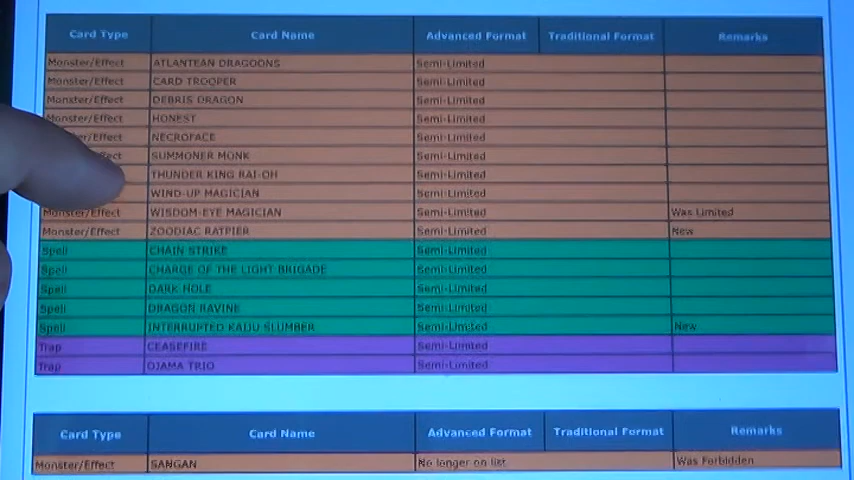 Card Type Card Name Advanced Format Traditional Format Remarks
Monster/Effect ATLANTEAN DRAGOONS Semi-Limited
Monster/Effect CARD TROOPER Semi-Limited
Monster/Effect DEBRIS DRAGON Semi-Limited
Monster/Effect HONEST Semi-Limited
NECROFACE Semi-Limited
SUMMONER MONK Semi-Limited
THUNDER KING RAI-OH Semi-Limited
WIND-UP MAGICIAN Semi-Limited
Monster/Effect WISDOM-EYE MAGICIAN Semi-Limited Was Limited
Monster/Effect ZOODIAC RATPIER Semi-Limited New
Spell CHAIN STRIKE Semi-Limited
Spell CHARGE OF THE LIGHT BRIGADE Semi-Limited
Spell DARK HOLE Semi-Limited
Spell DRAGON RAVINE Semi-Limited
Spell INTERRUPTED KAIJU SLUMBER Semi-Limited New
Trap CEASEFIRE Semi-Limited
Trap OJAMA TRIO Semi-Limited
Card Type Card Name Advanced Format Traditional Format Remarks
Monster/Effect SANGAN No longer on list Was Forbidden